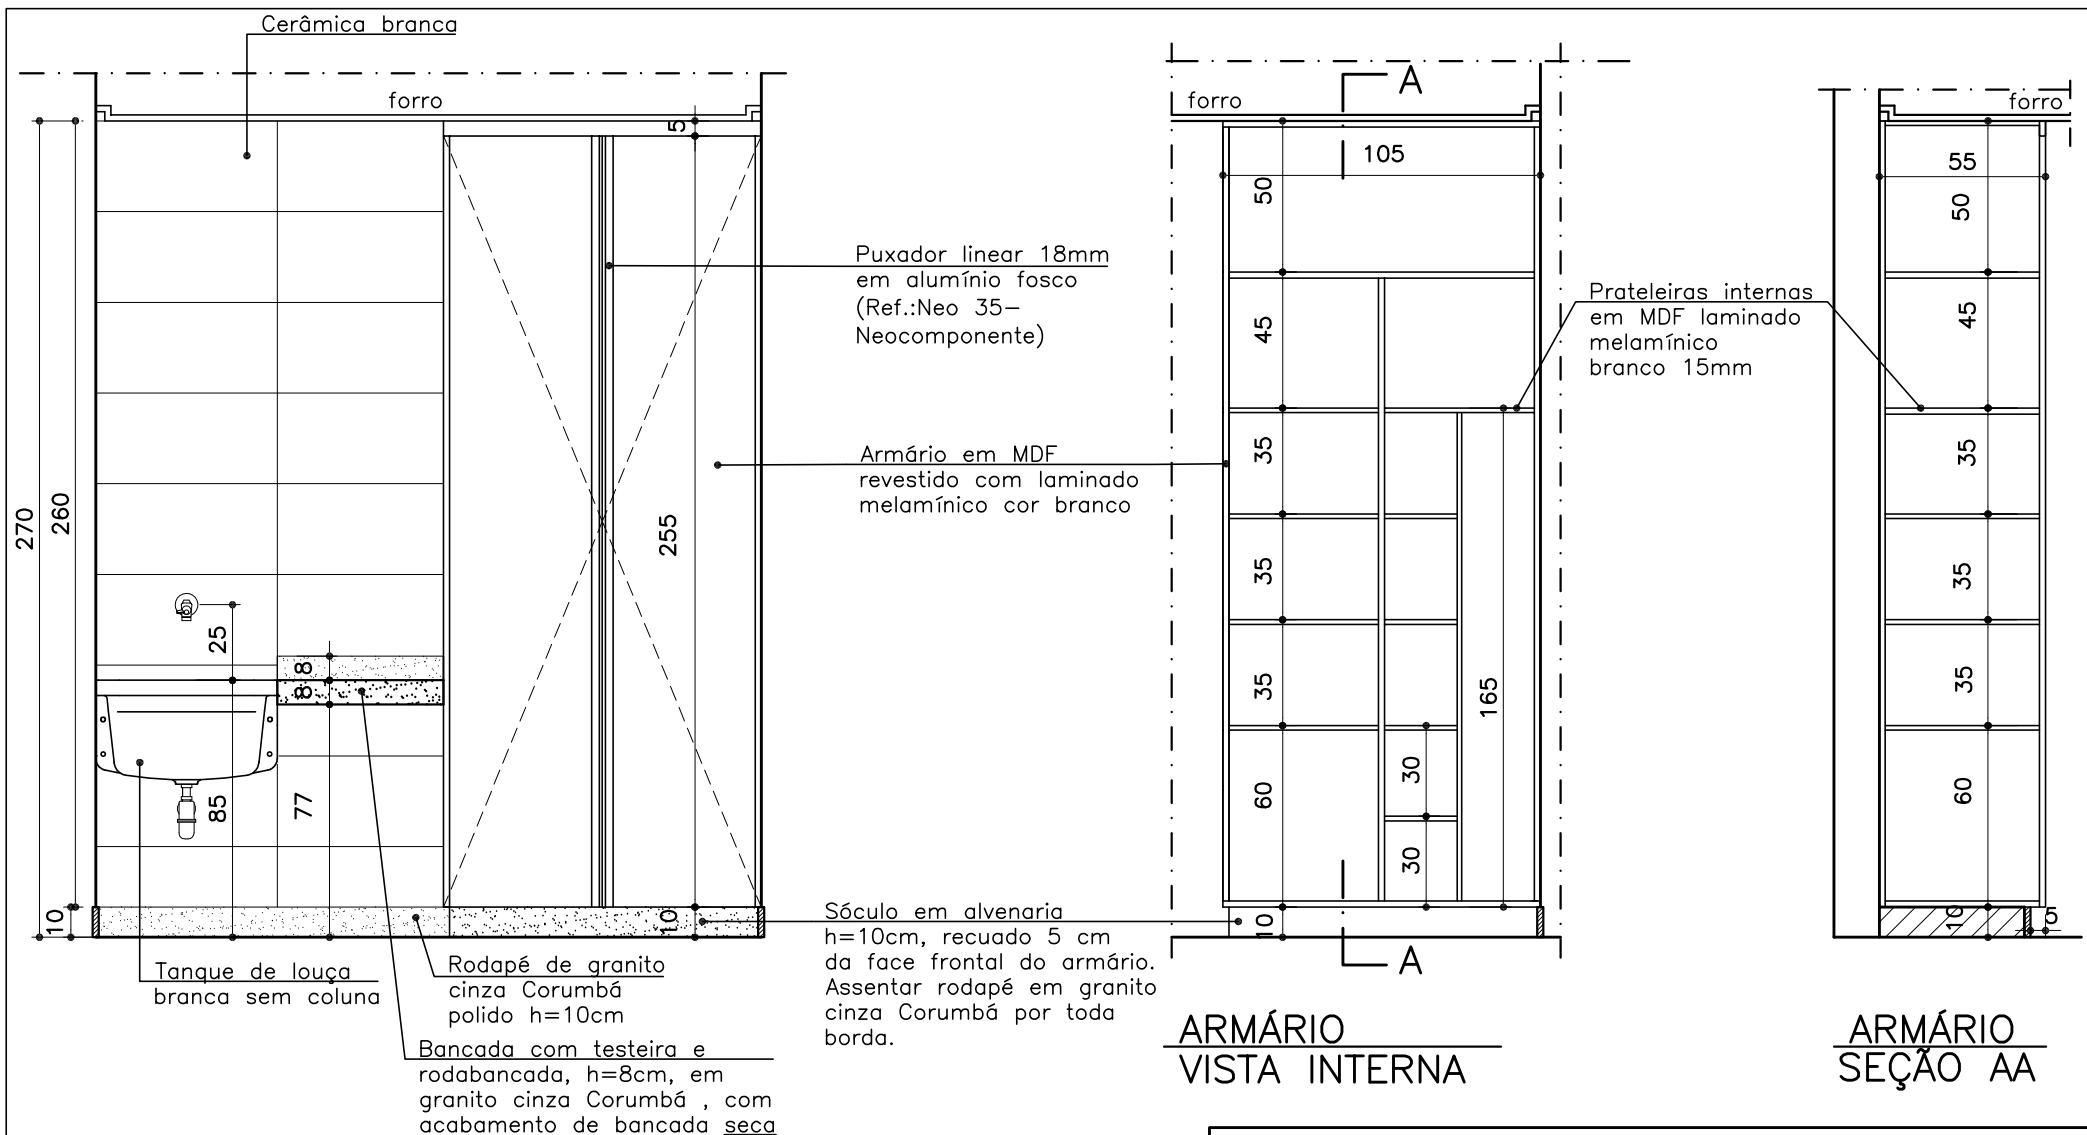 Cerâmica branca
forro
5
270
260
255
25
8
8
85
77
10
10
Tanque de louça
branca sem coluna
Rodapé de granito
cinza Corumbá
polido h=10cm
Bancada com testeira e
rodabancada, h=8cm, em
granito cinza Corumbá , com
acabamento de bancada seca
Puxador linear 18mm
em alumínio fosco
(Ref.:Neo 35-
Neocomponente)
Armário em MDF
revestido com laminado
melamínico cor branco
Sóculo em alvenaria
h=10cm, recuado 5 cm
da face frontal do armário.
Assentar rodapé em granito
cinza Corumbá por toda
borda.
A
forro
105
50
45
35
35
35
60
165
30
30
10
A
ARMÁRIO
VISTA INTERNA
Prateleiras internas
em MDF laminado
melamínico
branco 15mm
forro
55
50
45
35
35
35
60
10
5
ARMÁRIO
SEÇÃO AA